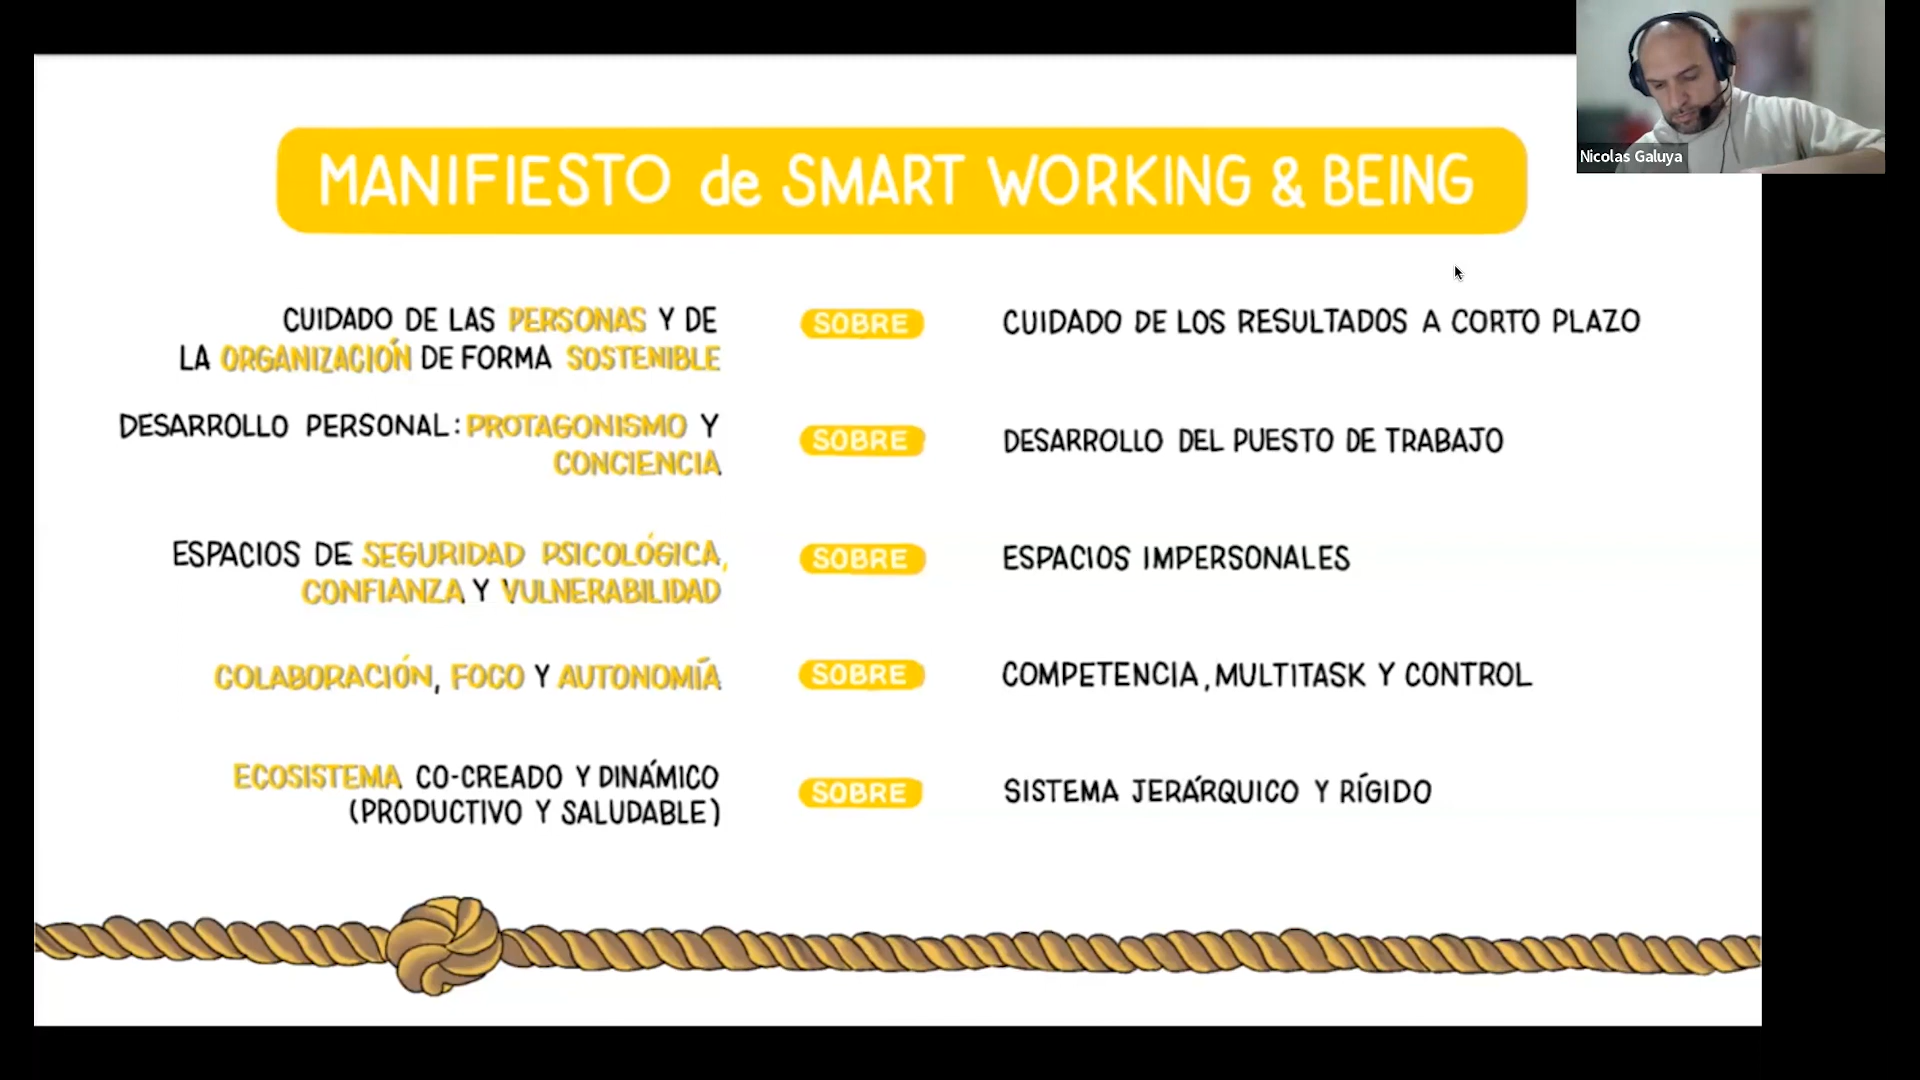 Nicolas Galuya
MANIFIESTO de SMART WORKING & BEING
CUIDADO DE LAS PERSONAS Y DE
LA ORGANIZACIÓN DE FORMA SOSTENIBLE
SOBRE
CUIDADO DE LOS RESULTADOS A CORTO PLAZO
DESARROLLO PERSONAL: PROTAGONISMO Y
CONCIENCIA
SOBRE
DESARROLLO DEL PUESTO DE TRABAJO
ESPACIOS DE SEGURIDAD PSICOLÓGICA,
CONFIANZA Y VULNERABILIDAD
SOBRE
ESPACIOS IMPERSONALES
COLABORACIÓN, FOCO Y AUTONOMÍA
SOBRE
COMPETENCIA, MULTITASK Y CONTROL
ECOSISTEMA CO-CREADO Y DINÁMICO
(PRODUCTIVO Y SALUDABLE)
SOBRE
SISTEMA JERÁRQUICO Y RÍGIDO